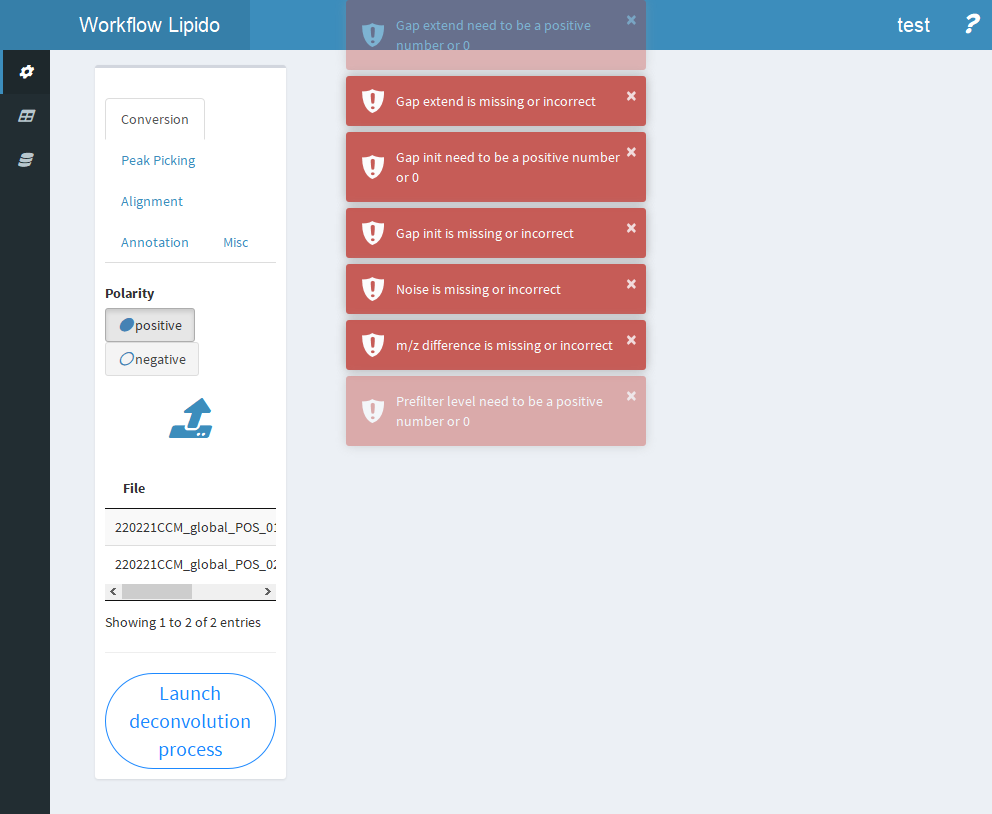 Workflow Lipido
test
?
Conversion
Peak Picking
Alignment
Annotation
Misc
Polarity
positive
negative
File
220221CCM_global_POS_01
220221CCM_global_POS_02
Showing 1 to 2 of 2 entries
Launch
deconvolution
process
Gap extend need to be a positive
number or 0
×
Gap extend is missing or incorrect
×
Gap init need to be a positive number
or 0
×
Gap init is missing or incorrect
×
Noise is missing or incorrect
×
m/z difference is missing or incorrect
×
Prefilter level need to be a positive
number or 0
×